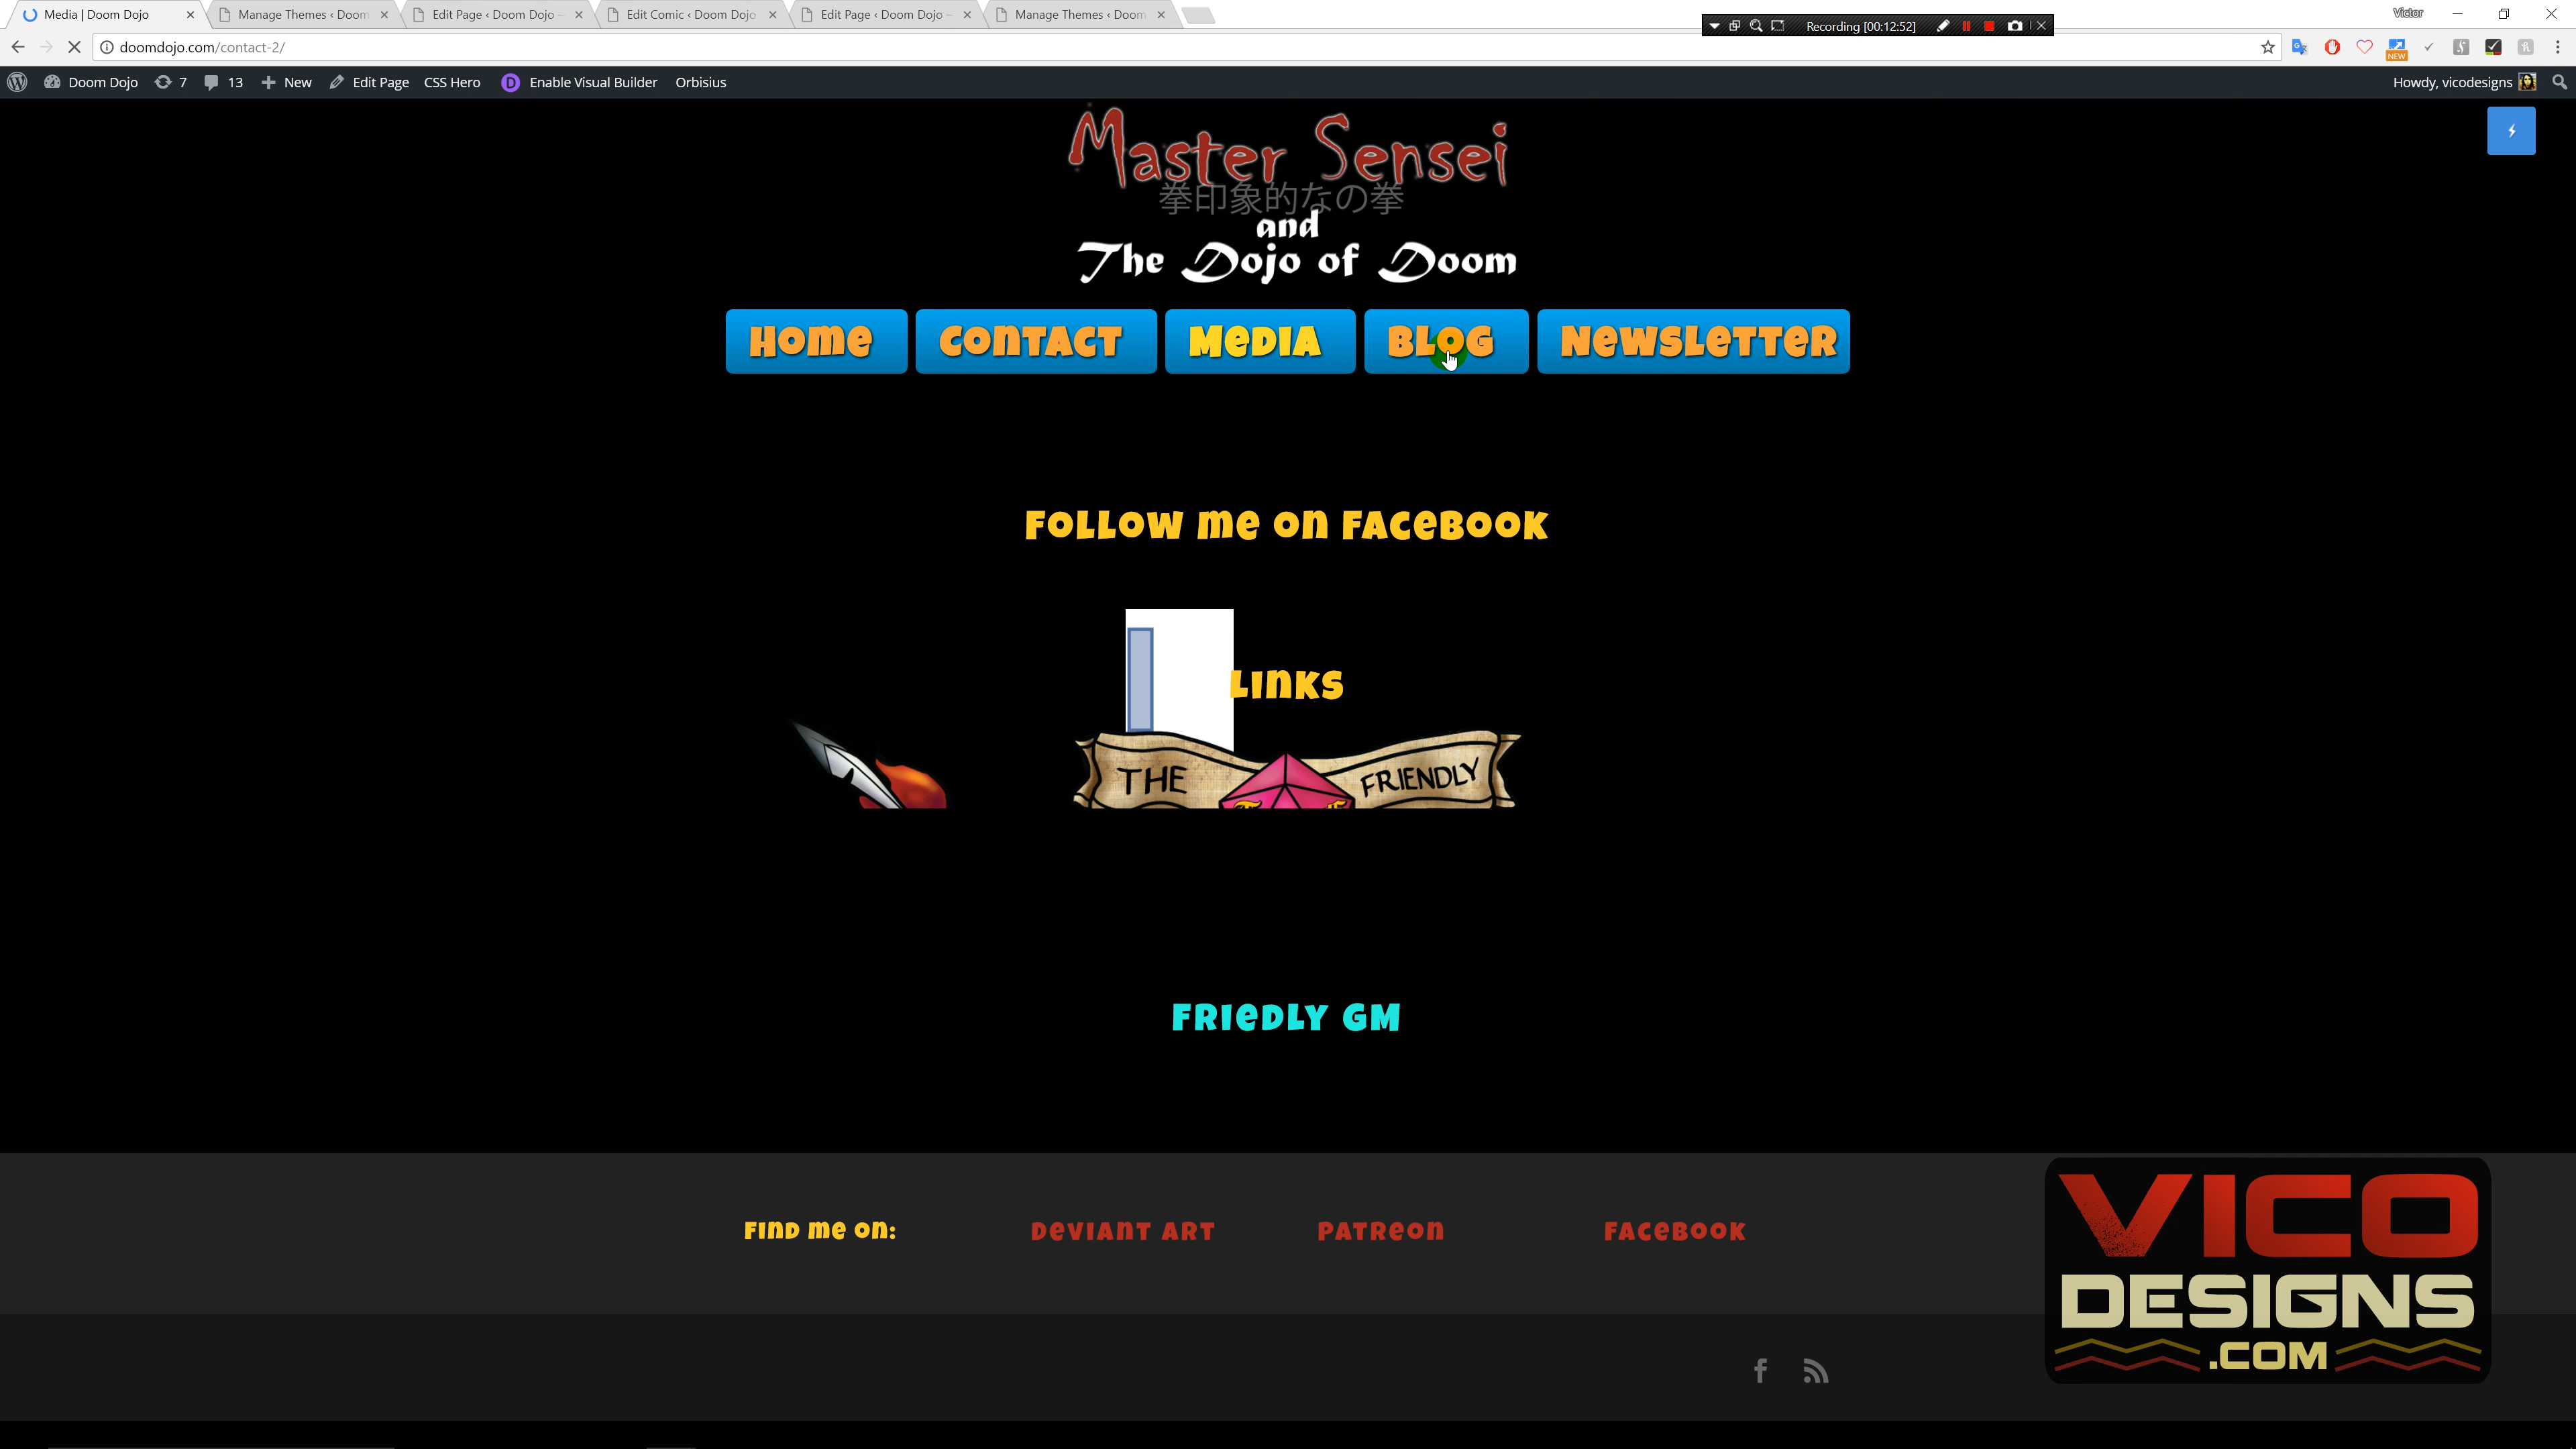 Media | Doom Dojo
Manage Themes ‹ Doom
Edit Page ‹ Doom Dojo —
Edit Comic ‹ Doom Dojo
Edit Page ‹ Doom Dojo —
Manage Themes ‹ Doom
Victor
Recording [00:12:52]
doomdojo.com/contact-2/
NEW
Doom Dojo 7 13 New Edit Page CSS Hero D Enable Visual Builder Orbisius
Howdy, vicodesigns
Master Sensei
拳印象的なの拳
and
The Dojo of Doom
Home Contact Media Blog Newsletter
Follow me on Facebook
Links
THE FRIENDLY
Friedly GM
Find me on: Deviant Art Patreon Facebook
VICO
DESIGNS
.COM